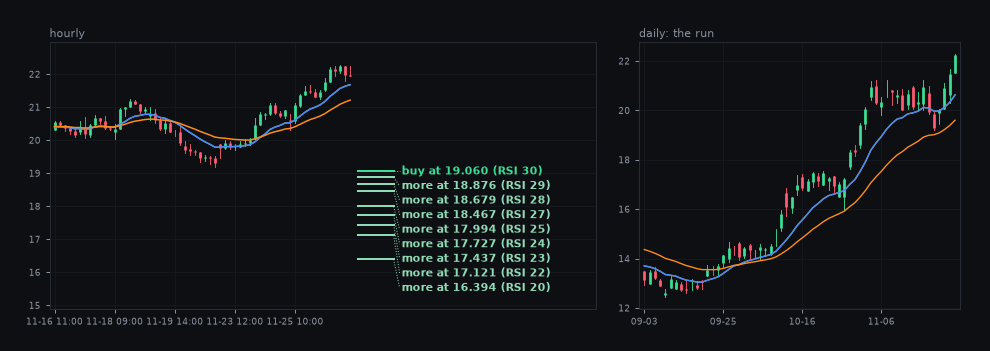 hourly
22
21
20
19
18
17
16
15
11-16 11:00 11-18 09:00 11-19 14:00 11-23 12:00 11-25 10:00
buy at 19.060 (RSI 30)
more at 18.876 (RSI 29)
more at 18.679 (RSI 28)
more at 18.467 (RSI 27)
more at 17.994 (RSI 25)
more at 17.727 (RSI 24)
more at 17.437 (RSI 23)
more at 17.121 (RSI 22)
more at 16.394 (RSI 20)
daily: the run
22
20
18
16
14
12
09-03 09-25 10-16 11-06